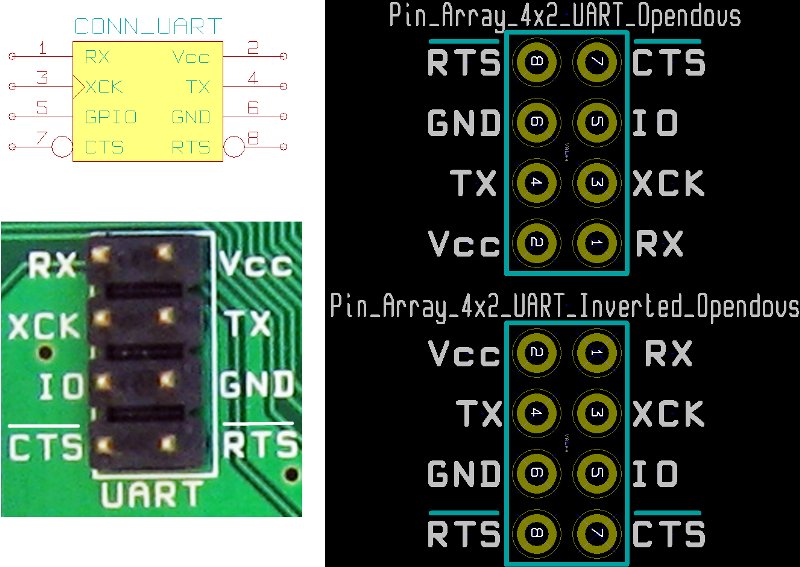 CONN_UART
1 RX Vcc 2
3 XCK TX 4
5 GPIO GND 6
7 CTS RTS 8
RX Vcc
XCK TX
IO GND
CTS RTS
UART
Pin_Array_4x2_UART_Opendous
RTS 8 7 CTS
GND 6 5 IO
TX 4 3 XCK
Vcc 2 1 RX
Pin_Array_4x2_UART_Inverted_Opendous
Vcc 2 1 RX
TX 4 3 XCK
GND 6 5 IO
RTS 8 7 CTS